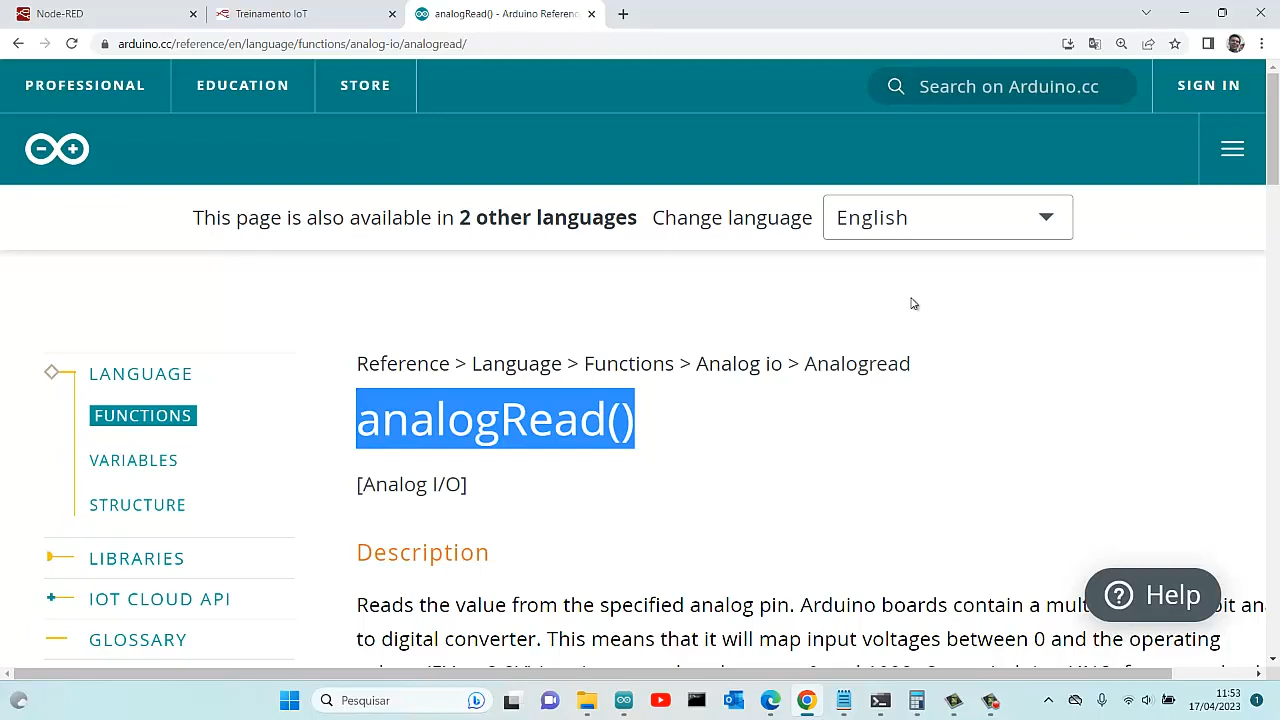 Node-RED
Treinamento IoT
analogRead() - Arduino Referenc
arduino.cc/reference/en/language/functions/analog-io/analogread/
PROFESSIONAL
EDUCATION
STORE
Search on Arduino.cc
SIGN IN
This page is also available in 2 other languages Change language
English
Reference > Language > Functions > Analog io > Analogread
LANGUAGE
FUNCTIONS
VARIABLES
STRUCTURE
LIBRARIES
IOT CLOUD API
GLOSSARY
analogRead()
[Analog I/O]
Description
Reads the value from the specified analog pin. Arduino boards contain a
to digital converter. This means that it will map input voltages between 0 and the operating
Help
Pesquisar
11:53
17/04/2023
1